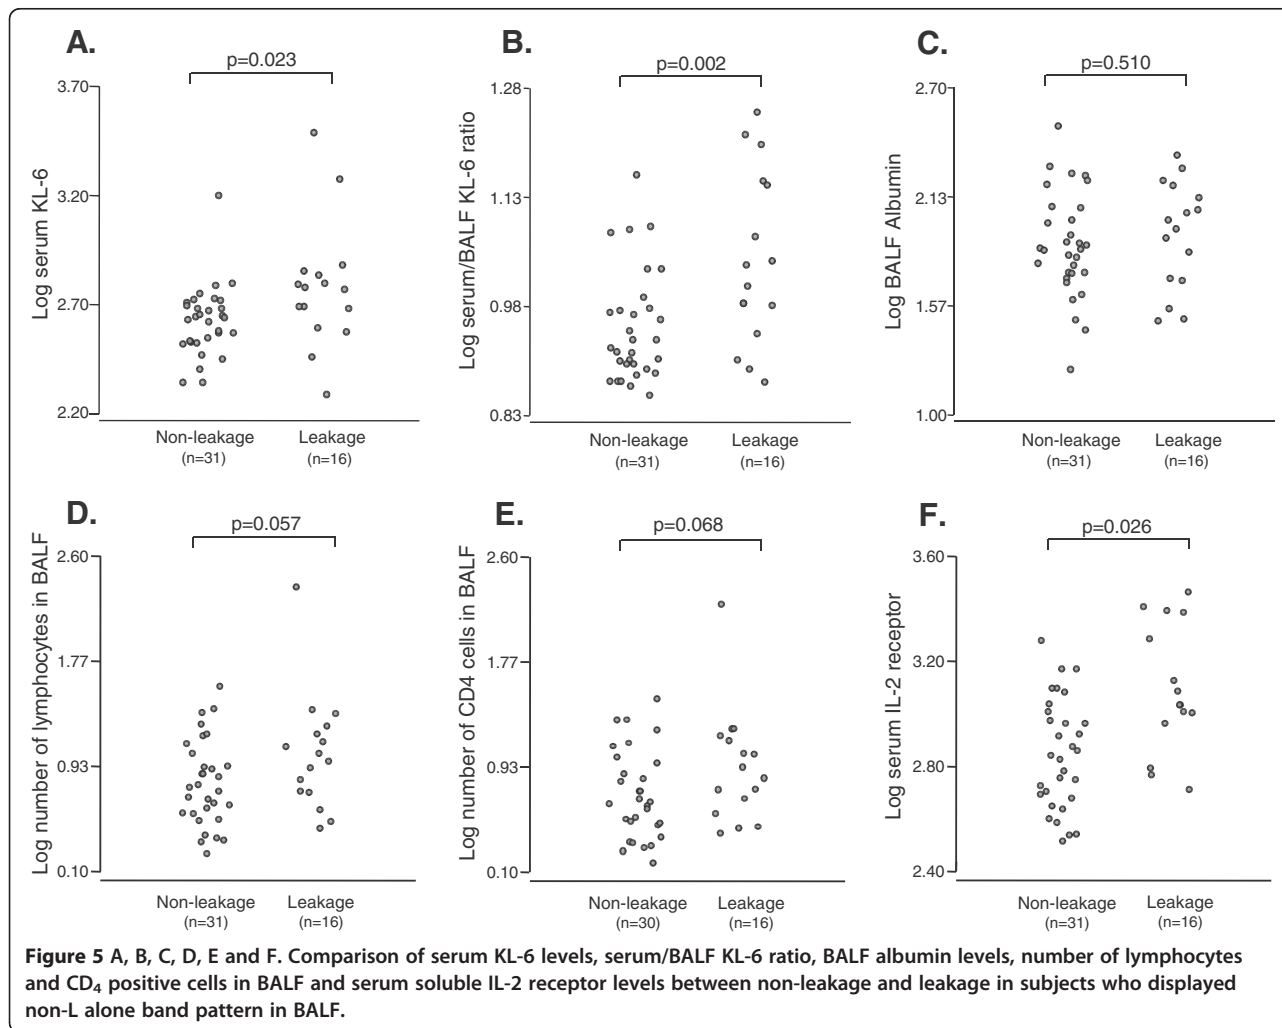 A.
p=0.023
3.70
3.20
2.70
2.20
Log serum KL-6
Non-leakage
(n=31)
Leakage
(n=16)
B.
p=0.002
1.28
1.13
0.98
0.83
Log serum/BALF KL-6 ratio
Non-leakage
(n=31)
Leakage
(n=16)
C.
p=0.510
2.70
2.13
1.57
1.00
Log BALF Albumin
Non-leakage
(n=31)
Leakage
(n=16)
D.
p=0.057
2.60
1.77
0.93
0.10
Log number of lymphocytes in BALF
Non-leakage
(n=31)
Leakage
(n=16)
E.
p=0.068
2.60
1.77
0.93
0.10
Log number of CD4 cells in BALF
Non-leakage
(n=30)
Leakage
(n=16)
F.
p=0.026
3.60
3.20
2.80
2.40
Log serum IL-2 receptor
Non-leakage
(n=31)
Leakage
(n=16)
Figure 5 A, B, C, D, E and F. Comparison of serum KL-6 levels, serum/BALF KL-6 ratio, BALF albumin levels, number of lymphocytes
and CD₄ positive cells in BALF and serum soluble IL-2 receptor levels between non-leakage and leakage in subjects who displayed
non-L alone band pattern in BALF.